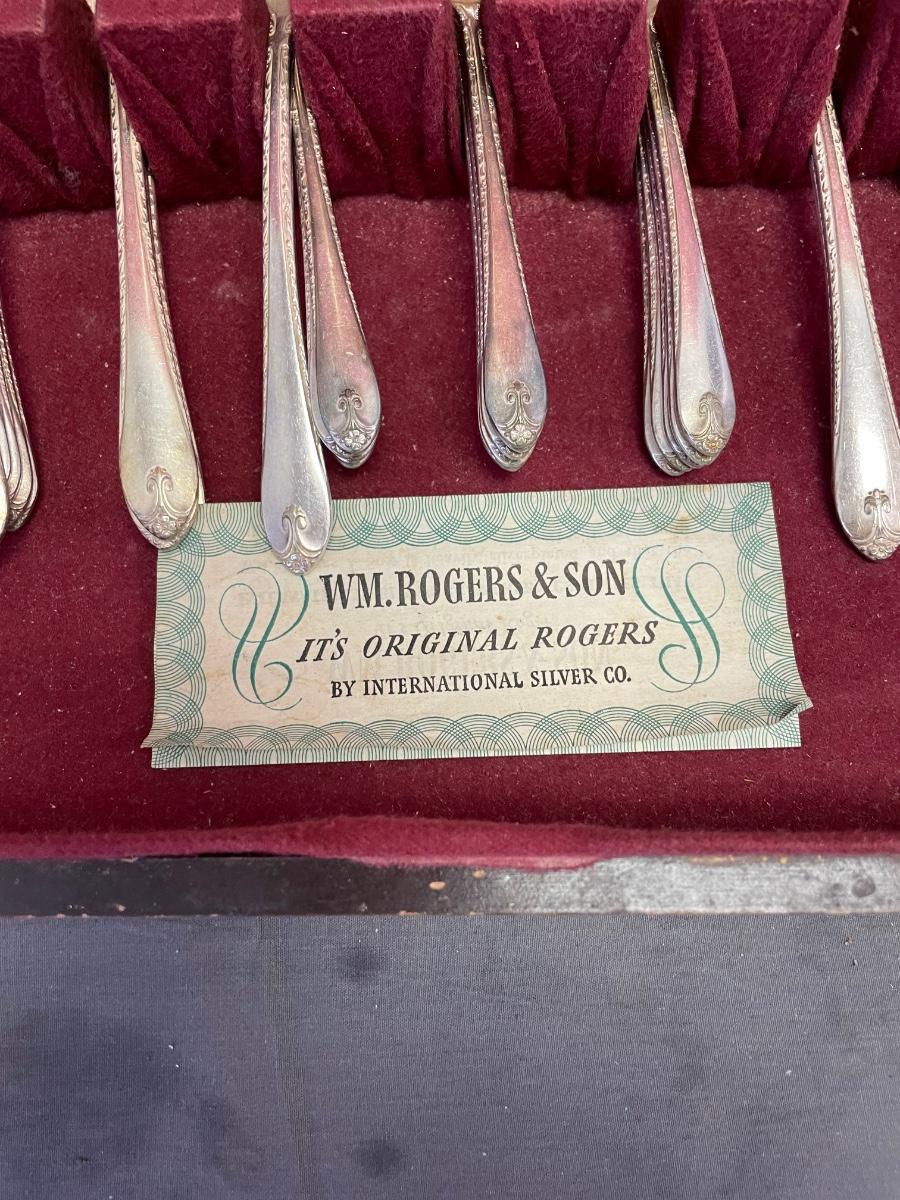 WM. ROGERS & SON
IT'S ORIGINAL ROGERS
BY INTERNATIONAL SILVER CO.